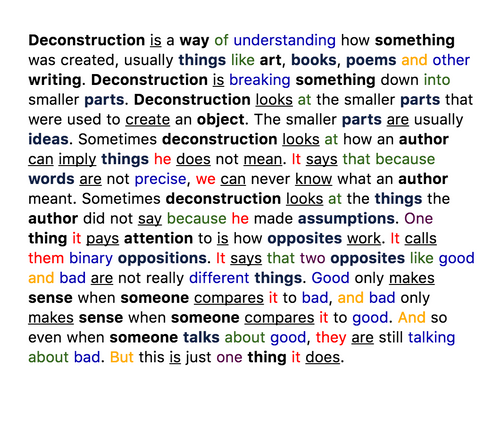 Deconstruction is a way of understanding how something
was created, usually things like art, books, poems and other
writing. Deconstruction is breaking something down into
smaller parts. Deconstruction looks at the smaller parts that
were used to create an object. The smaller parts are usually
ideas. Sometimes deconstruction looks at how an author
can imply things he does not mean. It says that because
words are not precise, we can never know what an author
meant. Sometimes deconstruction looks at the things the
author did not say because he made assumptions. One
thing it pays attention to is how opposites work. It calls
them binary oppositions. It says that two opposites like good
and bad are not really different things. Good only makes
sense when someone compares it to bad, and bad only
makes sense when someone compares it to good. And so
even when someone talks about good, they are still talking
about bad. But this is just one thing it does.